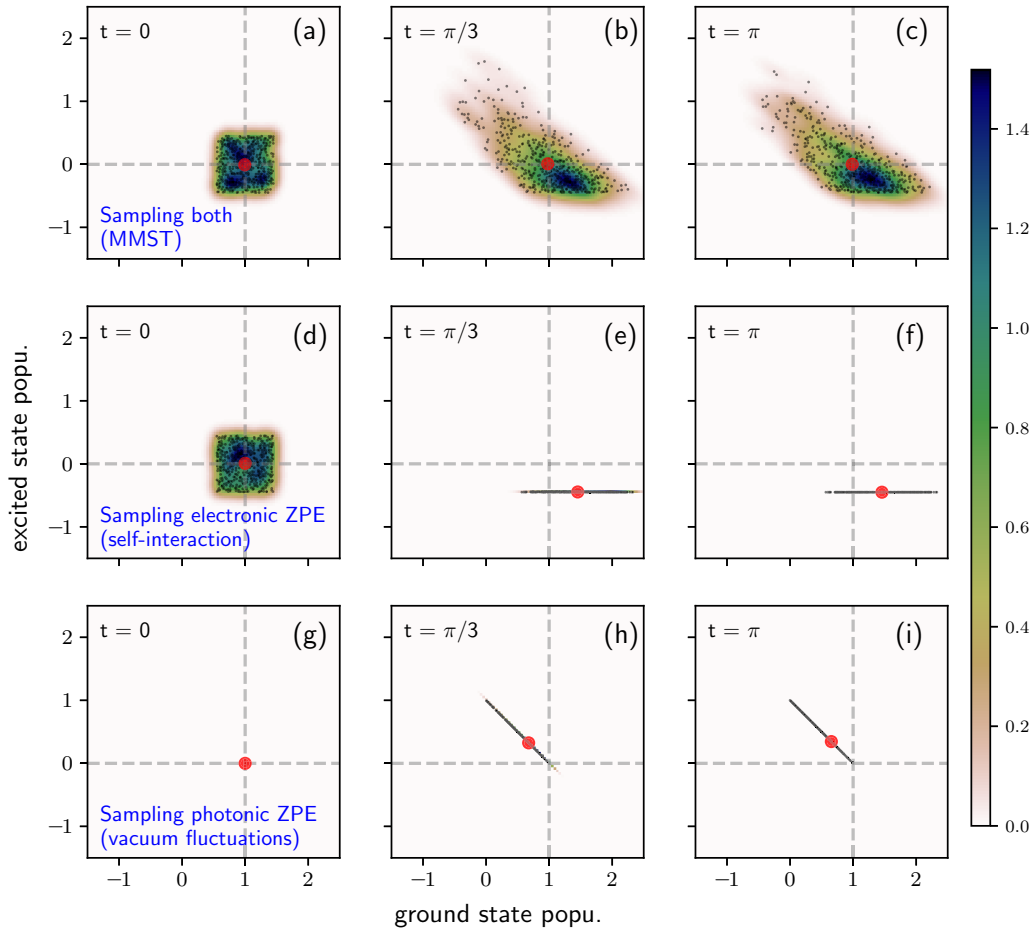 t = 0
(a)
t = π/3
(b)
t = π
(c)
2
1
0
−1
Sampling both
(MMST)
t = 0
(d)
t = π/3
(e)
t = π
(f)
2
1
0
−1
Sampling electronic ZPE
(self-interaction)
t = 0
(g)
t = π/3
(h)
t = π
(i)
2
1
0
−1
Sampling photonic ZPE
(vacuum fluctuations)
−1 0 1 2
−1 0 1 2
−1 0 1 2
ground state popu.
excited state popu.
1.4
1.2
1.0
0.8
0.6
0.4
0.2
0.0